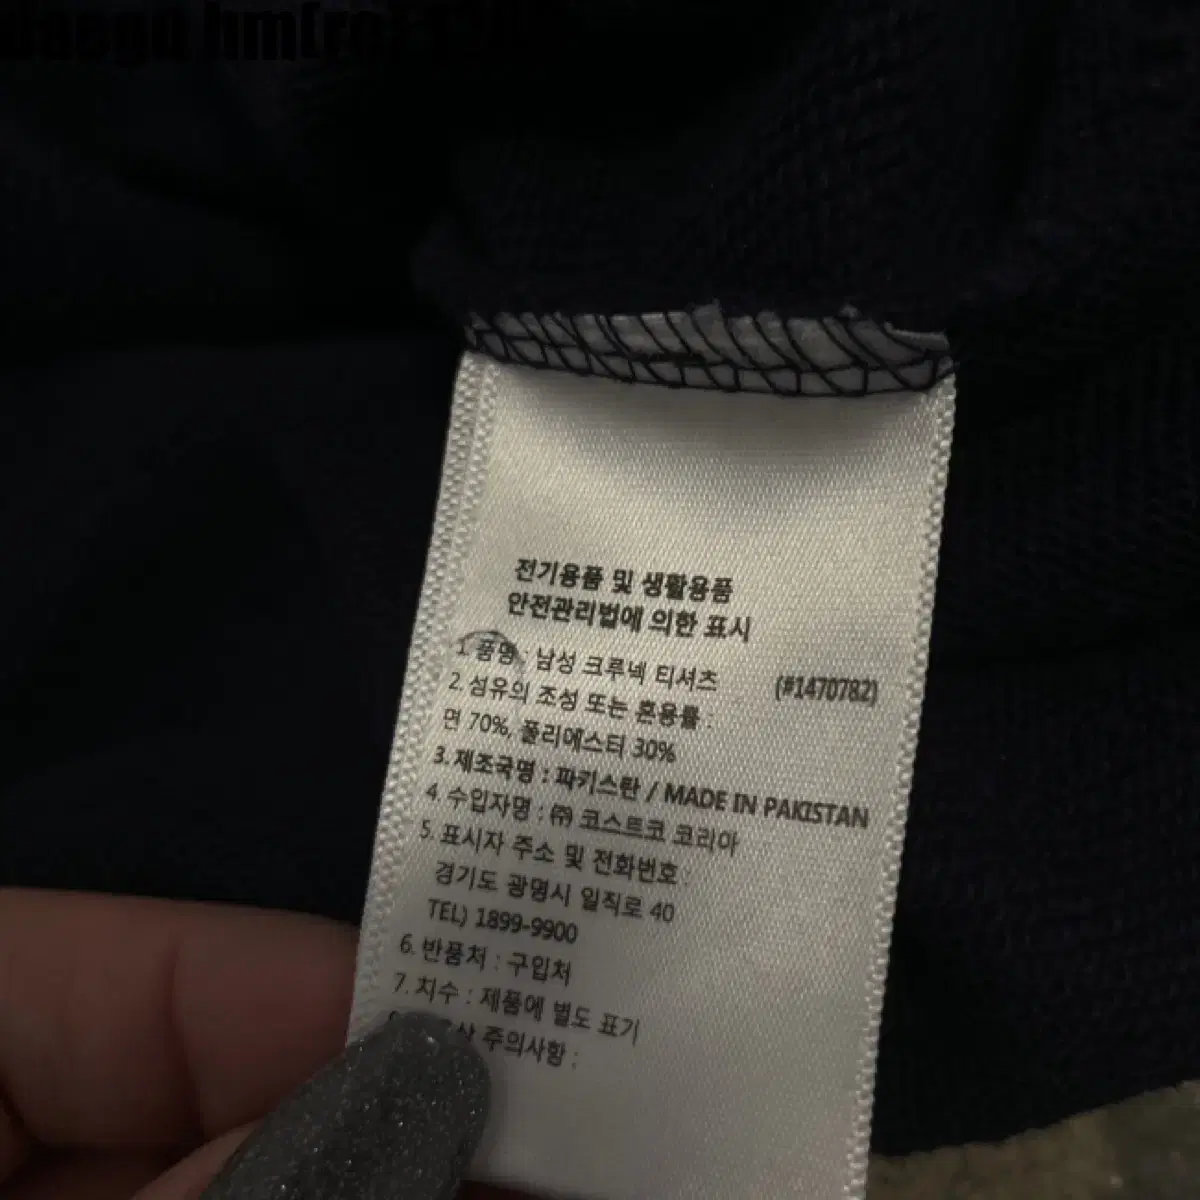 전기용품 및 생활용품
안전관리법에 의한 표시
1. 품명 : 남성 크루넥 티셔츠 (#1470782)
2. 섬유의 조성 또는 혼용률 :
면 70%, 폴리에스터 30%
3. 제조국명 : 파키스탄 / MADE IN PAKISTAN
4. 수입자명 : ㈜ 코스트코 코리아
5. 표시자 주소 및 전화번호 :
경기도 광명시 일직로 40
TEL) 1899-9900
6. 반품처 : 구입처
7. 치수 : 제품에 별도 표기
주의사항 :